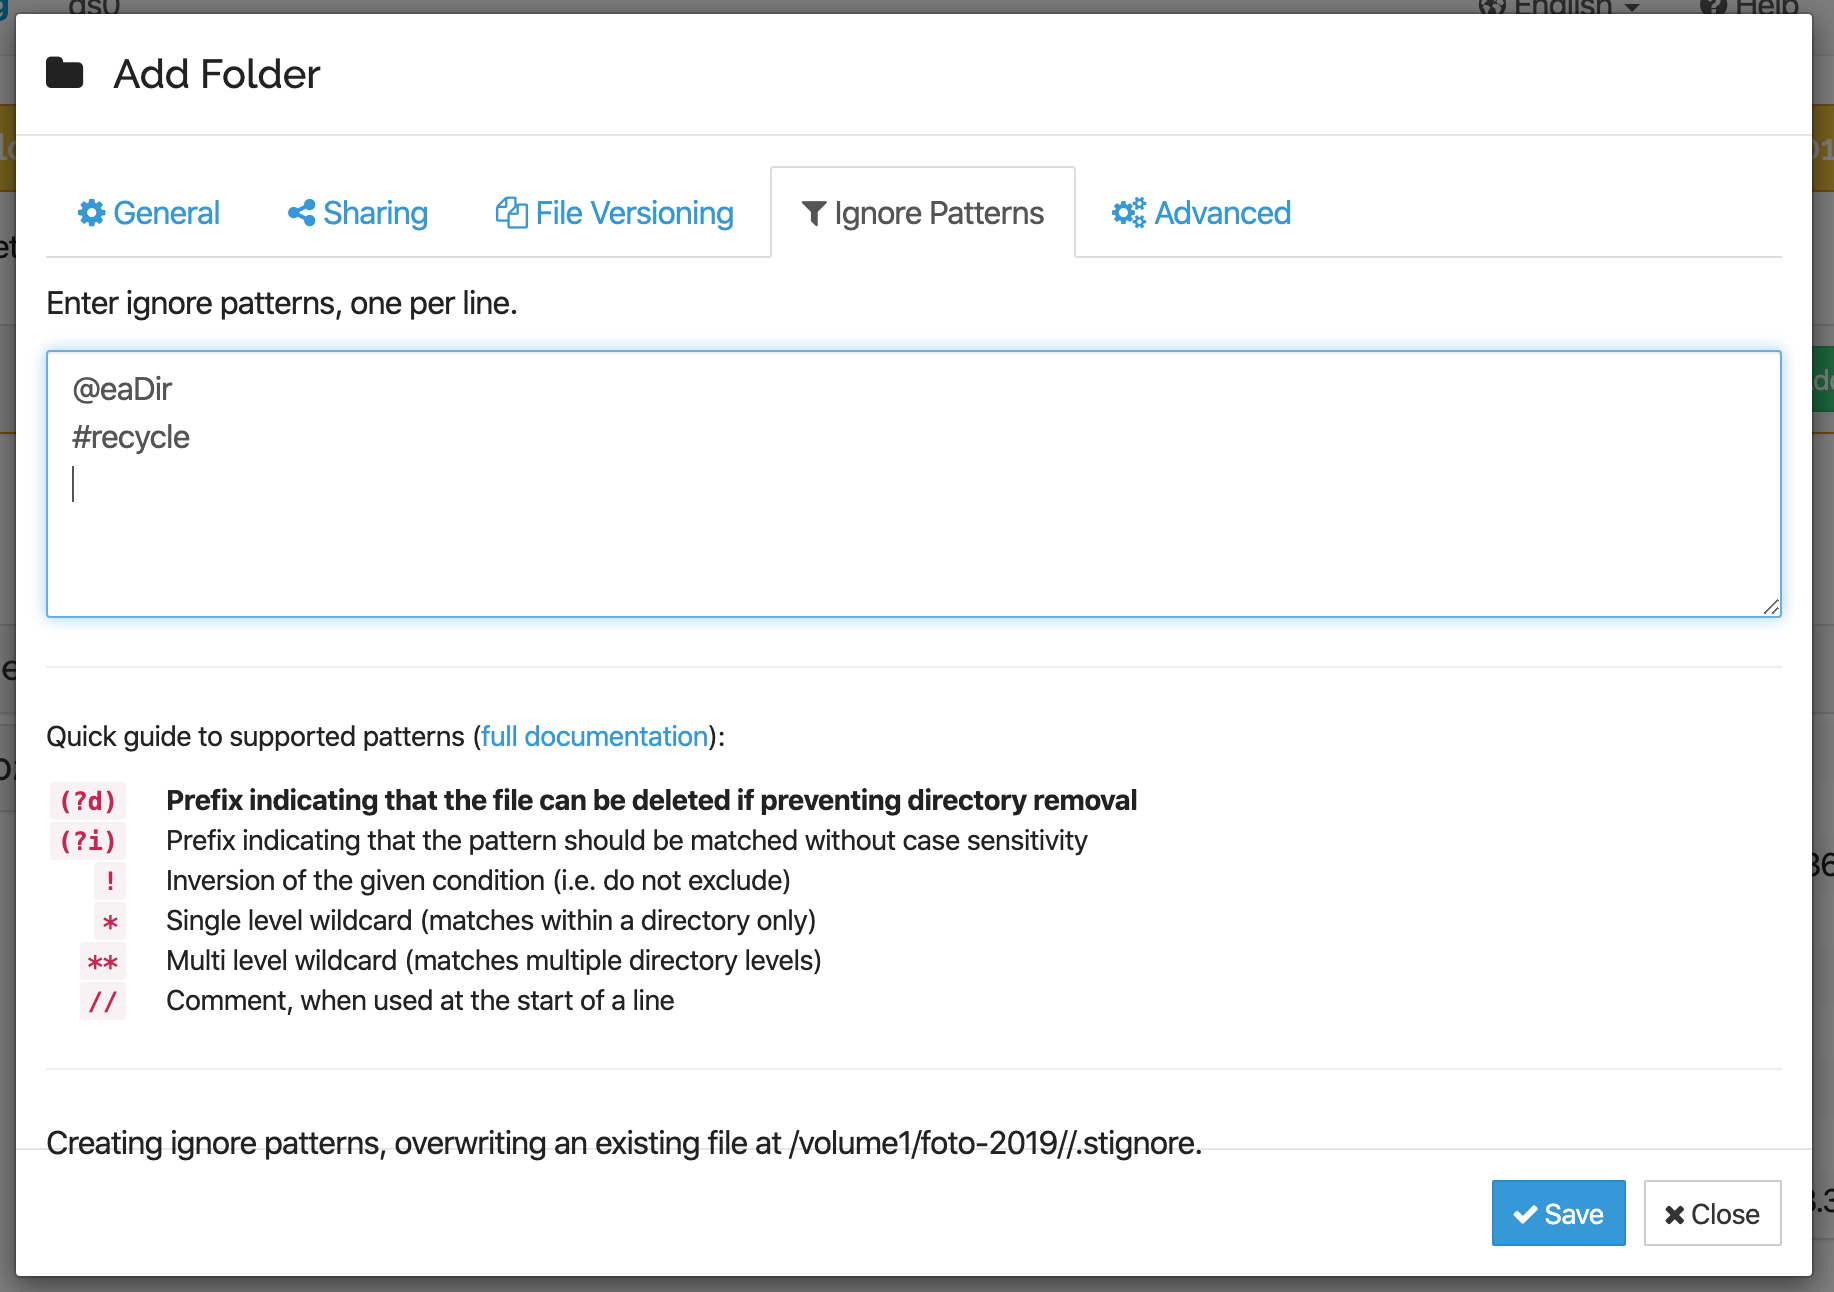 ds0
English
Help
Add Folder
General
Sharing
File Versioning
Ignore Patterns
Advanced
Enter ignore patterns, one per line.
@eaDir
#recycle
Quick guide to supported patterns (full documentation):
(?d) Prefix indicating that the file can be deleted if preventing directory removal
(?i) Prefix indicating that the pattern should be matched without case sensitivity
! Inversion of the given condition (i.e. do not exclude)
* Single level wildcard (matches within a directory only)
** Multi level wildcard (matches multiple directory levels)
// Comment, when used at the start of a line
Creating ignore patterns, overwriting an existing file at /volume1/foto-2019//.stignore.
Save
Close